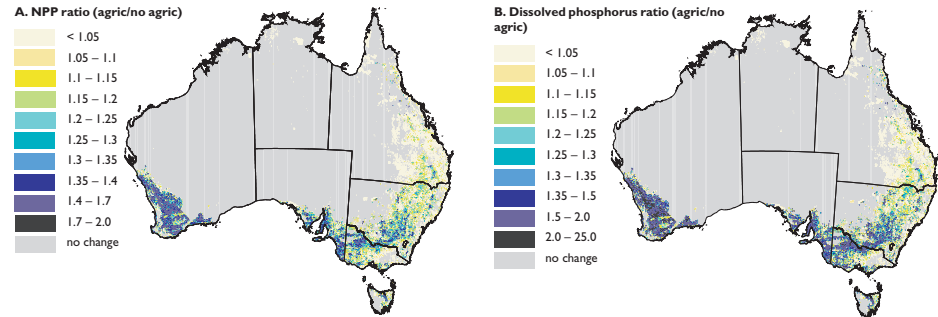 A. NPP ratio (agric/no agric)
< 1.05
1.05 – 1.1
1.1 – 1.15
1.15 – 1.2
1.2 – 1.25
1.25 – 1.3
1.3 – 1.35
1.35 – 1.4
1.4 – 1.7
1.7 – 2.0
no change
B. Dissolved phosphorus ratio (agric/no
agric)
< 1.05
1.05 – 1.1
1.1 – 1.15
1.15 – 1.2
1.2 – 1.25
1.25 – 1.3
1.3 – 1.35
1.35 – 1.5
1.5 – 2.0
2.0 – 25.0
no change